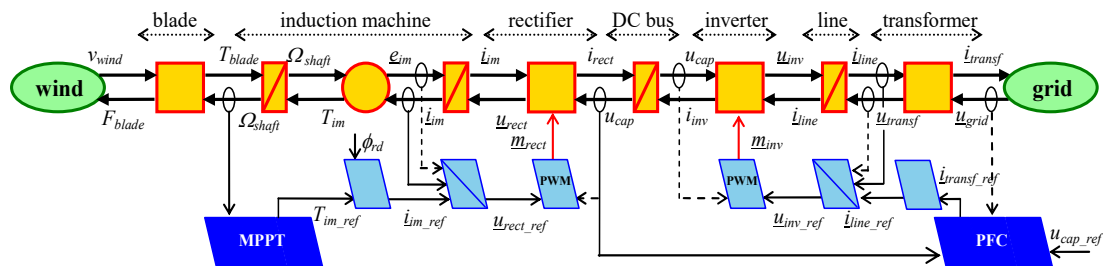 blade induction machine rectifier DC bus inverter line transformer
v_wind T_blade Ω_shaft e_im i_im i_rect u_cap u_inv i_line i_transf
wind grid
F_blade Ω_shaft T_im i_im u_rect u_cap i_inv i_line u_transf u_grid
m_rect m_inv
ϕ_rd
PWM PWM i_transf_ref
T_im_ref i_im_ref u_rect_ref u_inv_ref i_line_ref
MPPT PFC u_cap_ref